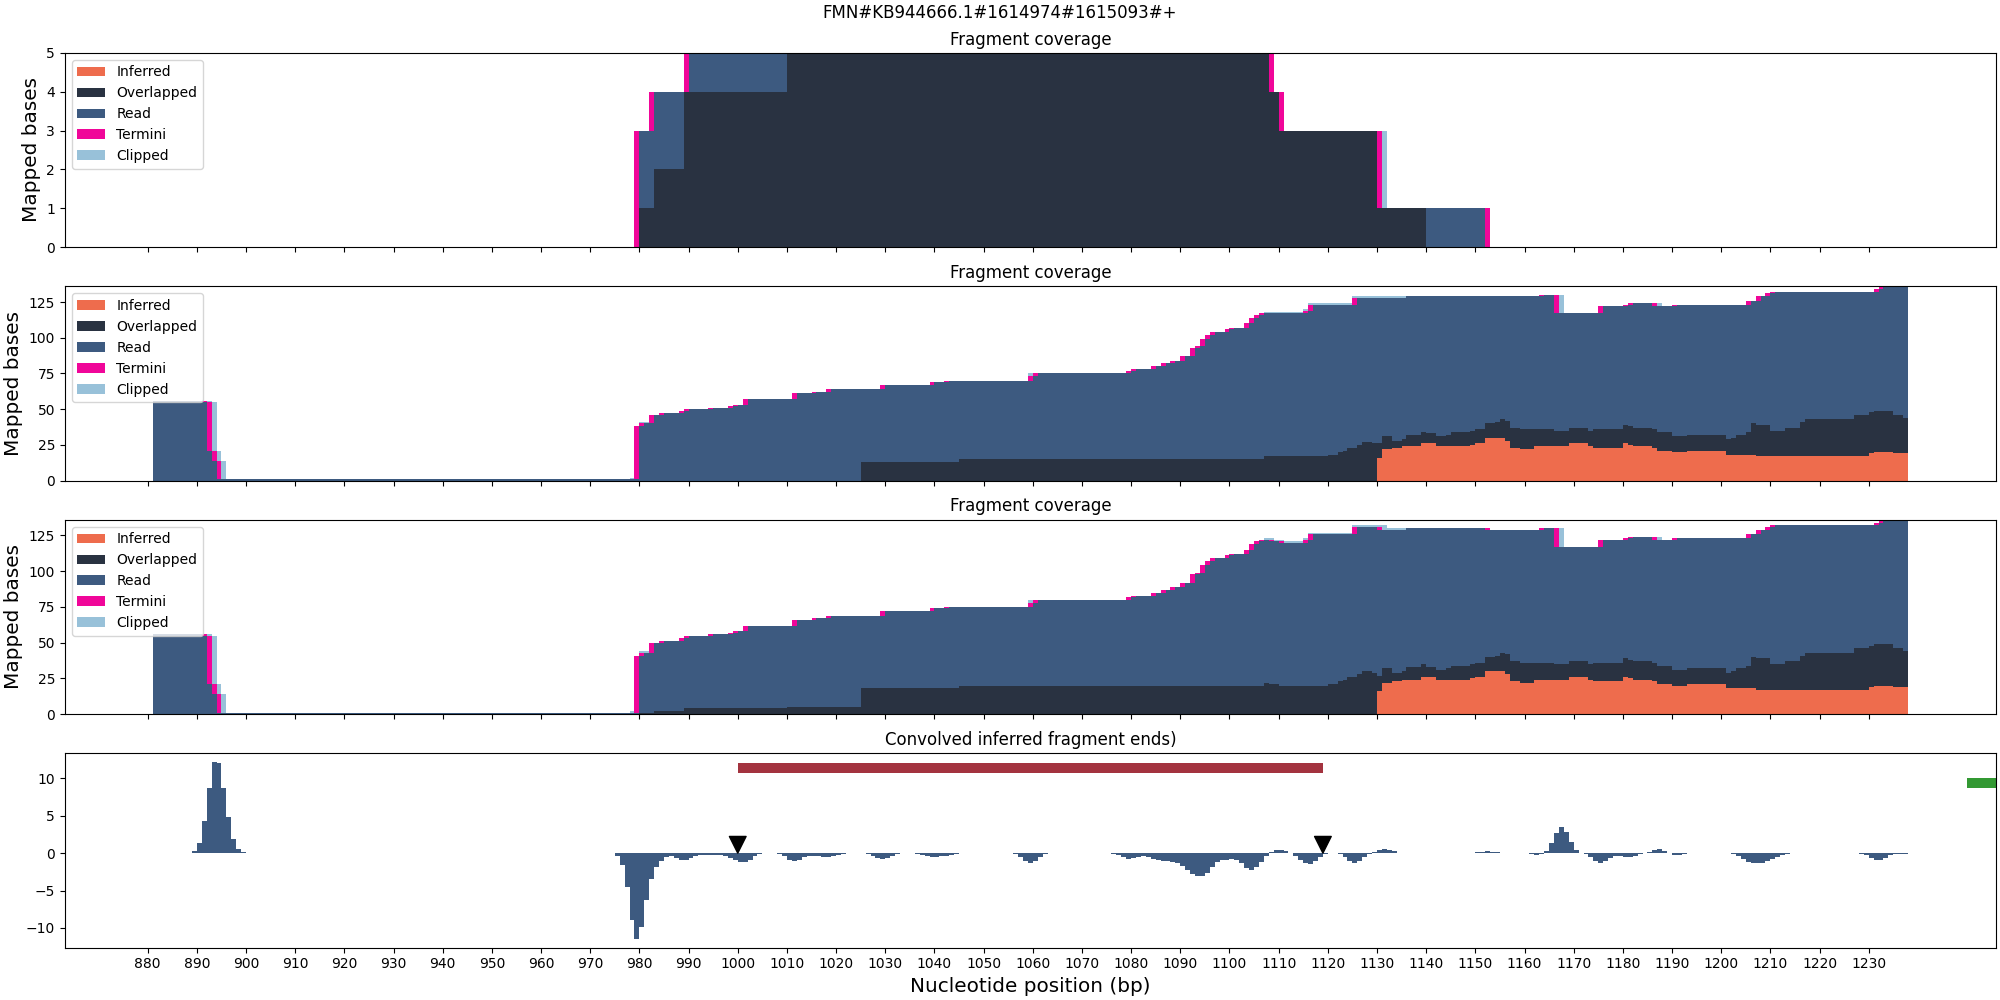 FMN#KB944666.1#1614974#1615093#+
Fragment coverage
Mapped bases
5
4
3
2
1
0
Inferred
Overlapped
Read
Termini
Clipped
Fragment coverage
Mapped bases
125
100
75
50
25
0
Inferred
Overlapped
Read
Termini
Clipped
Fragment coverage
Mapped bases
125
100
75
50
25
0
Inferred
Overlapped
Read
Termini
Clipped
Convolved inferred fragment ends)
10
5
0
−5
−10
880 890 900 910 920 930 940 950 960 970 980 990 1000 1010 1020 1030 1040 1050 1060 1070 1080 1090 1100 1110 1120 1130 1140 1150 1160 1170 1180 1190 1200 1210 1220 1230
Nucleotide position (bp)